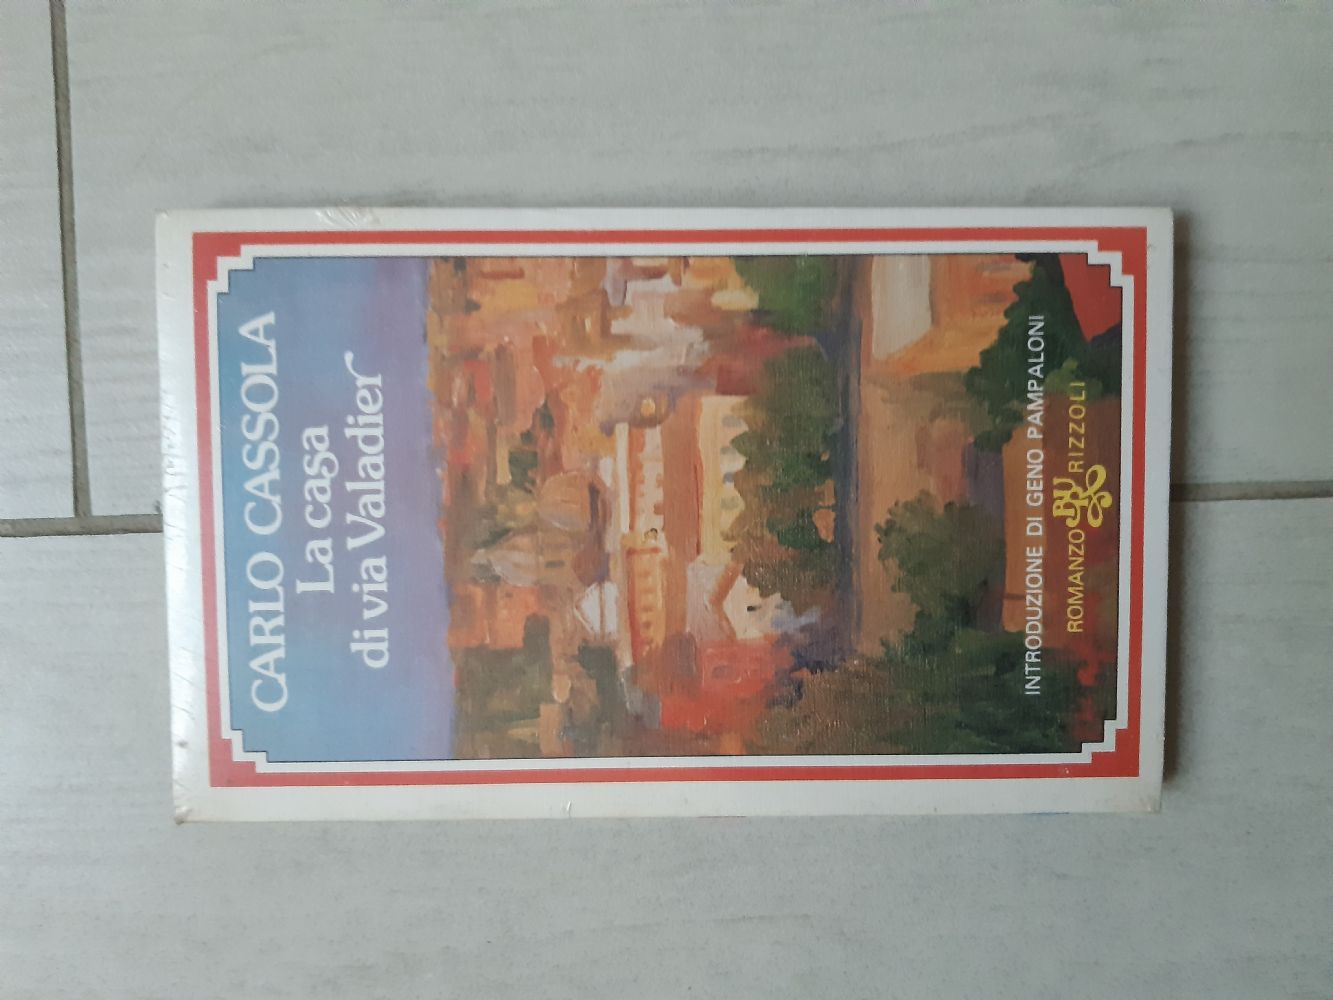 CARLO CASSOLA
La casa
di via Valadier
INTRODUZIONE DI GENO PAMPALONI
ROMANZO BUR RIZZOLI